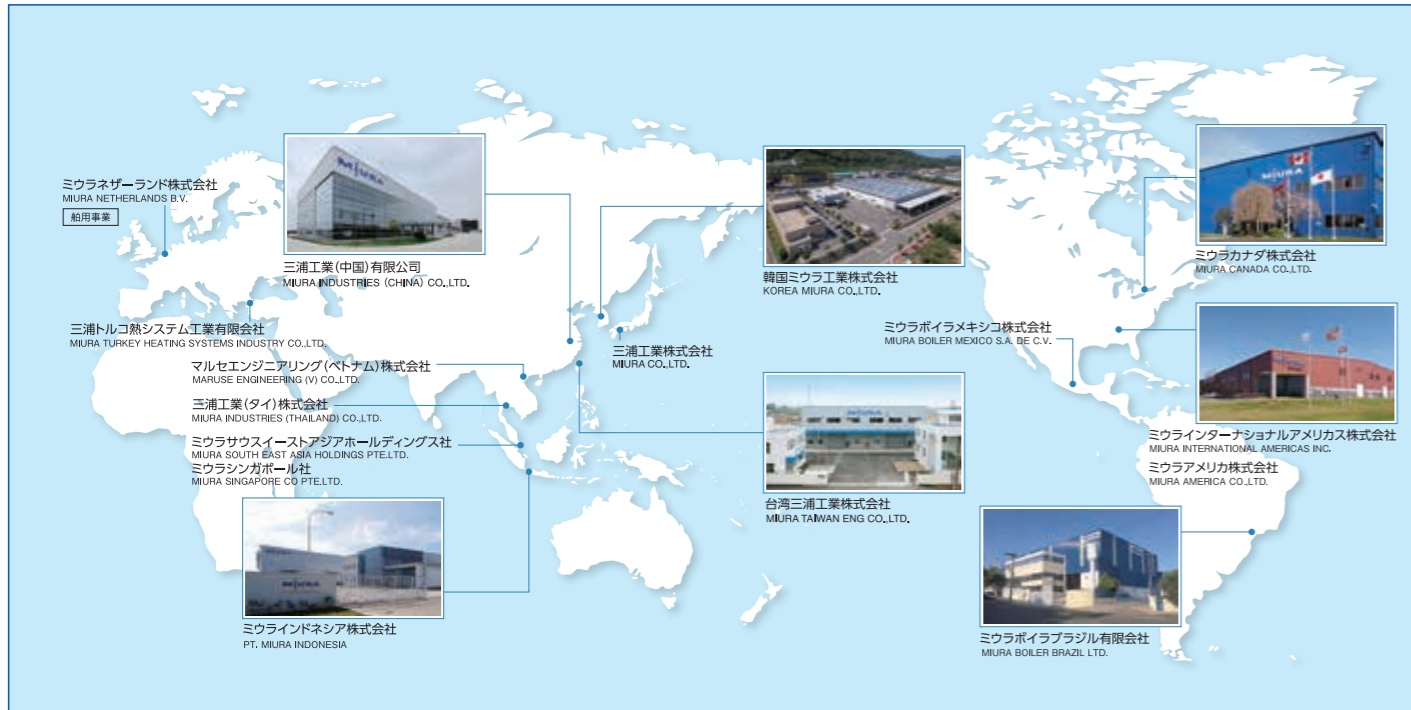 ミウラネザーランド株式会社
MIURA NETHERLANDS B.V.
舶用事業
MIURA
三浦工業(中国)有限公司
MIURA INDUSTRIES (CHINA) CO.,LTD.
三浦トルコ熱システム工業有限会社
MIURA TURKEY HEATING SYSTEMS INDUSTRY CO.,LTD.
マルセエンジニアリング(ベトナム)株式会社
MARUSE ENGINEERING (V) CO.,LTD.
三浦工業(タイ)株式会社
MIURA INDUSTRIES (THAILAND) CO.,LTD.
ミウラサウスイーストアジアホールディングス社
MIURA SOUTH EAST ASIA HOLDINGS PTE.LTD.
ミウラシンガポール社
MIURA SINGAPORE CO PTE.LTD.
MIURA
ミウラインドネシア株式会社
PT. MIURA INDONESIA
韓国ミウラ工業株式会社
KOREA MIURA CO.,LTD.
三浦工業株式会社
MIURA CO.,LTD.
MIURA
台湾三浦工業株式会社
MIURA TAIWAN ENG CO.,LTD.
MIURA
ミウラカナダ株式会社
MIURA CANADA CO.,LTD.
ミウラボイラメキシコ株式会社
MIURA BOILER MEXICO S.A. DE C.V.
ミウラインターナショナルアメリカス株式会社
MIURA INTERNATIONAL AMERICAS INC.
ミウラアメリカ株式会社
MIURA AMERICA CO.,LTD.
ミウラボイラブラジル有限会社
MIURA BOILER BRAZIL LTD.